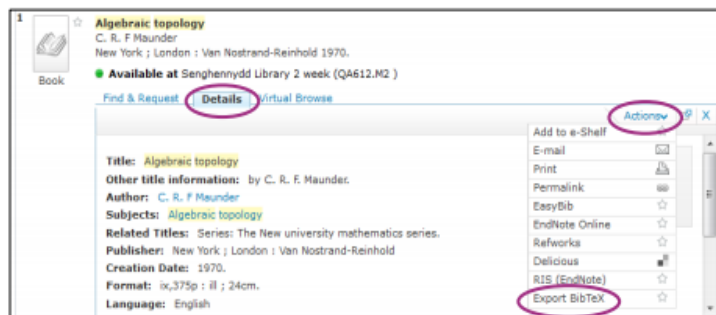 1
Algebraic topology
C. R. F Maunder
New York ; London : Van Nostrand-Reinhold 1970.
Book
Available at Senghennydd Library 2 week (QA612.M2 )
Find & Request Details Virtual Browse
Actions X
Add to e-Shelf
E-mail
Print
Permalink
EasyBib
EndNote Online
Refworks
Delicious
RIS (EndNote)
Export BibTeX
Title: Algebraic topology
Other title information: by C. R. F. Maunder.
Author: C. R. F Maunder
Subjects: Algebraic topology
Related Titles: Series: The New university mathematics series.
Publisher: New York ; London : Van Nostrand-Reinhold
Creation Date: 1970.
Format: ix,375p : ill ; 24cm.
Language: English